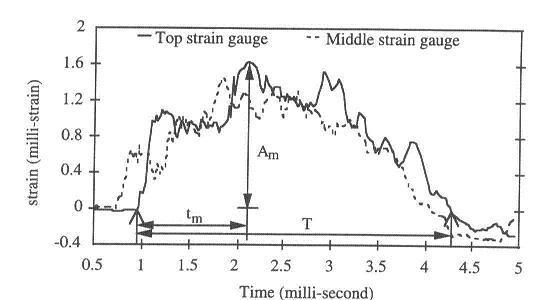 2
— Top strain gauge --- Middle strain gauge
1.6
1.2
0.8
0.4
0
-0.4
strain (milli-strain)
Am
tm
T
0.5 1 1.5 2 2.5 3 3.5 4 4.5 5
Time (milli-second)